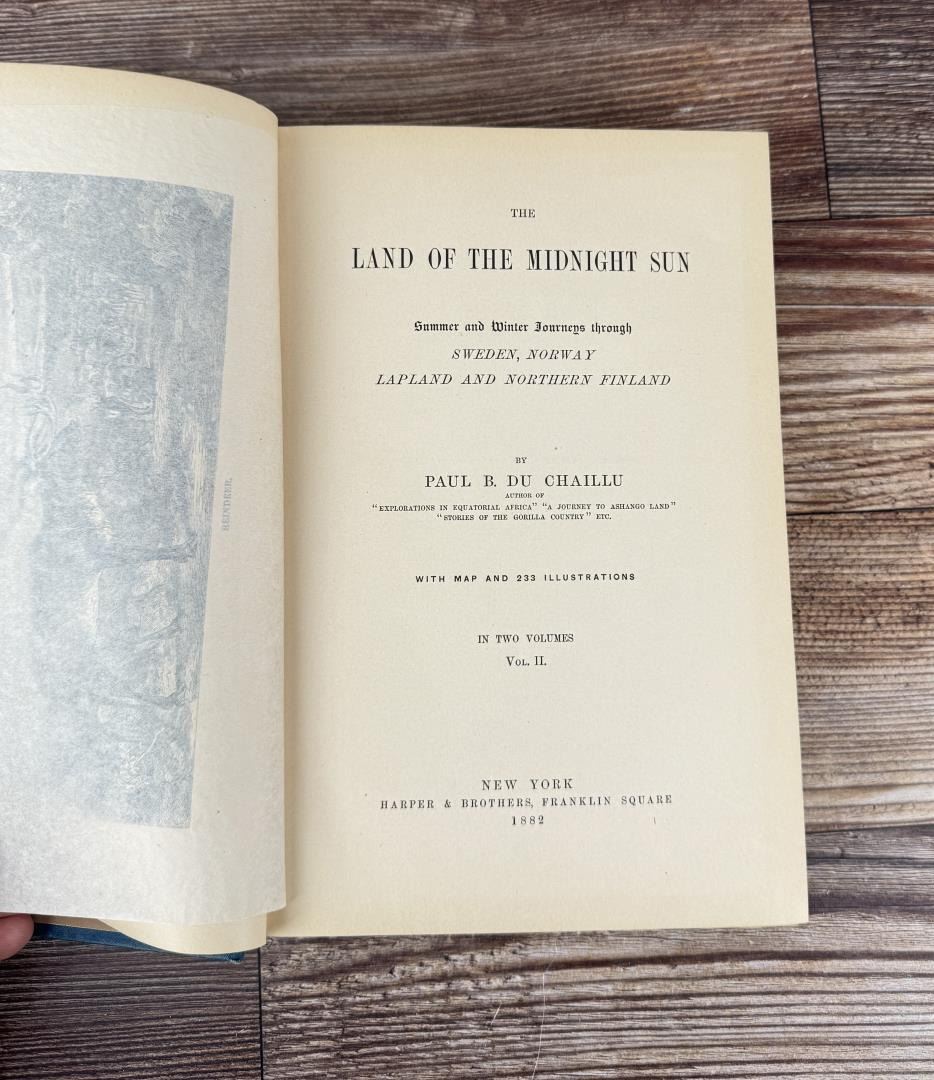 REINDEER.
THE
LAND OF THE MIDNIGHT SUN
Summer and Winter Journeys through
SWEDEN, NORWAY
LAPLAND AND NORTHERN FINLAND
BY
PAUL B. DU CHAILLU
AUTHOR OF
"EXPLORATIONS IN EQUATORIAL AFRICA" "A JOURNEY TO ASHANGO LAND"
"STORIES OF THE GORILLA COUNTRY" ETC.
WITH MAP AND 233 ILLUSTRATIONS
IN TWO VOLUMES
VOL. II.
NEW YORK
HARPER & BROTHERS, FRANKLIN SQUARE
1882